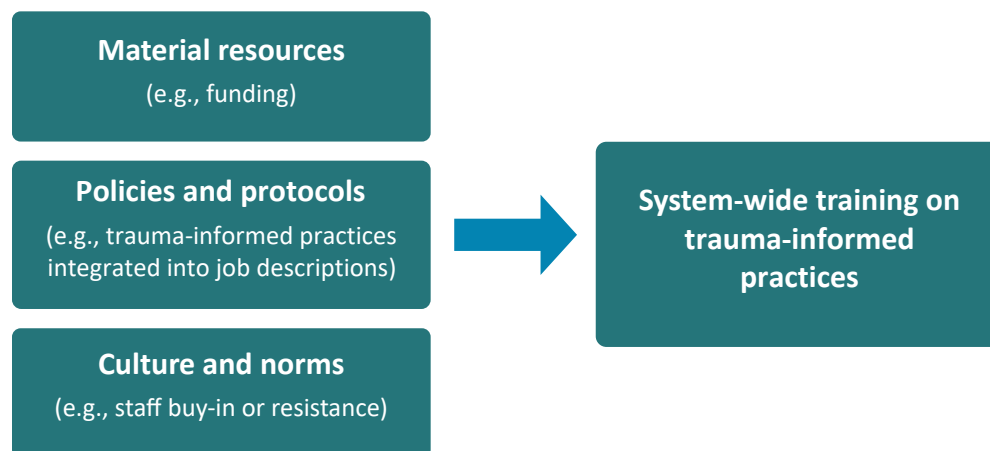 Material resources
(e.g., funding)
Policies and protocols
(e.g., trauma-informed practices
integrated into job descriptions)
Culture and norms
(e.g., staff buy-in or resistance)
System-wide training on
trauma-informed
practices